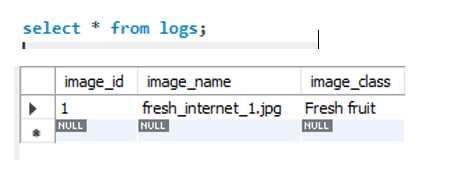 select * from logs;
image_id image_name image_class
1 fresh_internet_1.jpg Fresh fruit
NULL NULL NULL